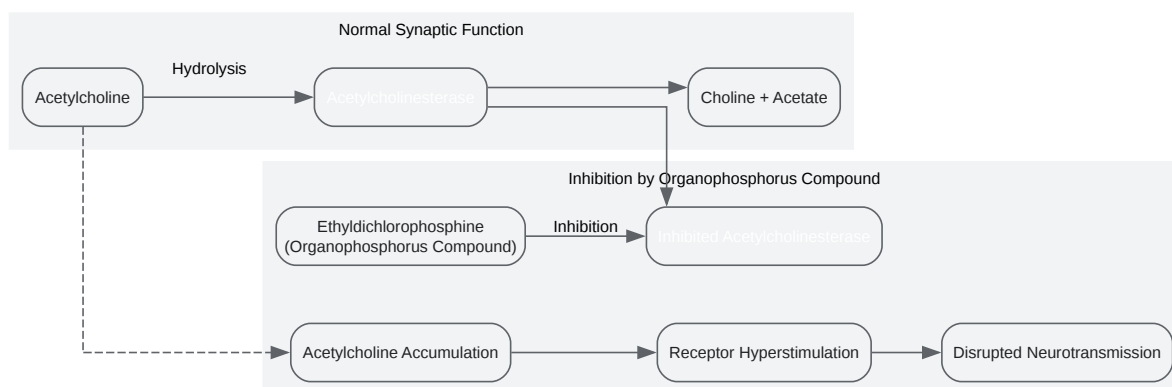 Normal Synaptic Function
Hydrolysis
Acetylcholine
Acetylcholinesterase
Choline + Acetate
Inhibition by Organophosphorus Compound
Ethyldichlorophosphine
(Organophosphorus Compound)
Inhibition
Inhibited Acetylcholinesterase
Acetylcholine Accumulation
Receptor Hyperstimulation
Disrupted Neurotransmission